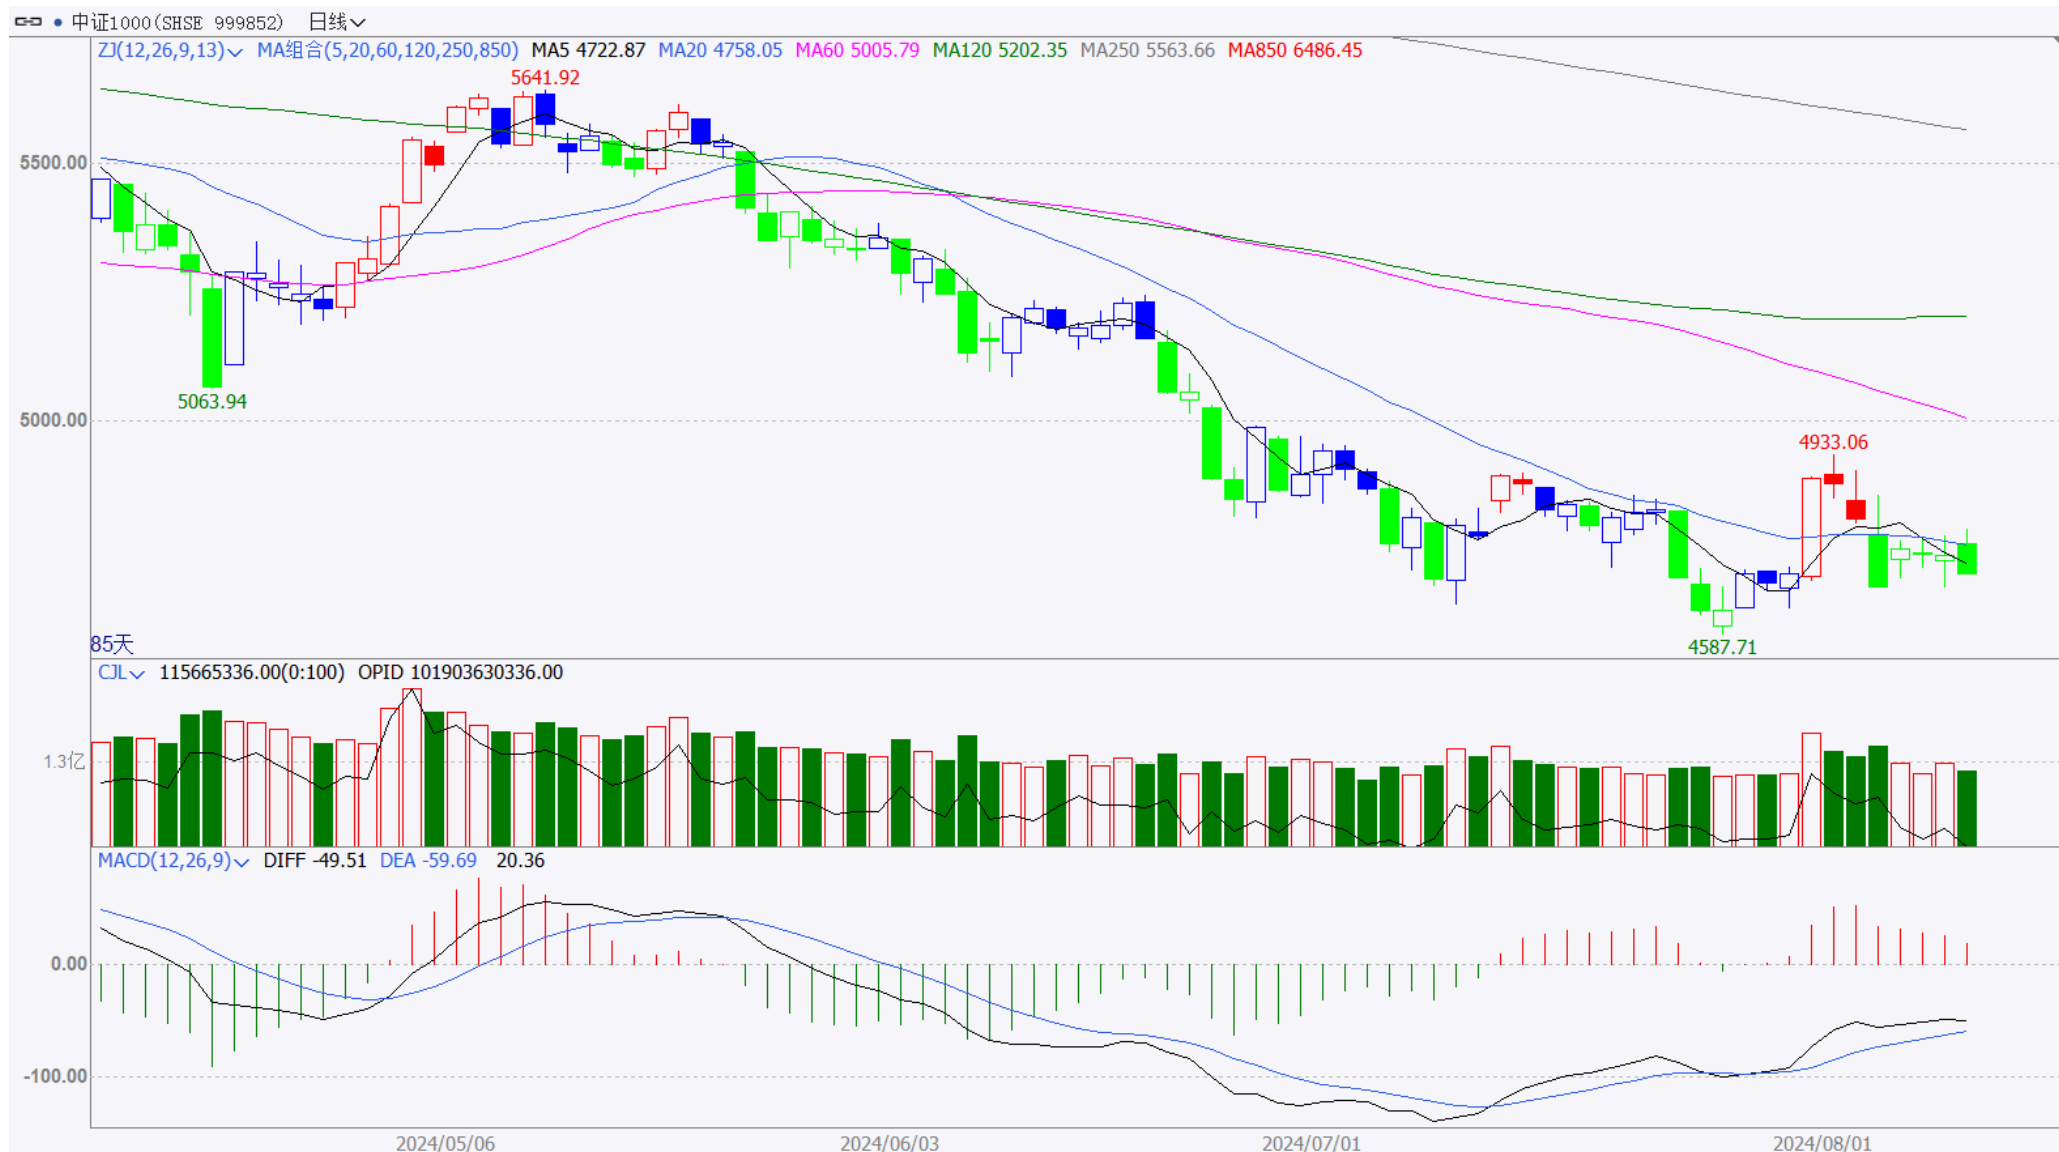 中证1000(SHSE 999852) 日线
ZJ(12,26,9,13) MA组合(5,20,60,120,250,850) MA5 4722.87 MA20 4758.05 MA60 5005.79 MA120 5202.35 MA250 5563.66 MA850 6486.45
5641.92
5500.00
5063.94
5000.00
4933.06
4587.71
85天
CJL 115665336.00(0:100) OPID 101903630336.00
1.3亿
MACD(12,26,9) DIFF -49.51 DEA -59.69 20.36
0.00
-100.00
2024/05/06 2024/06/03 2024/07/01 2024/08/01